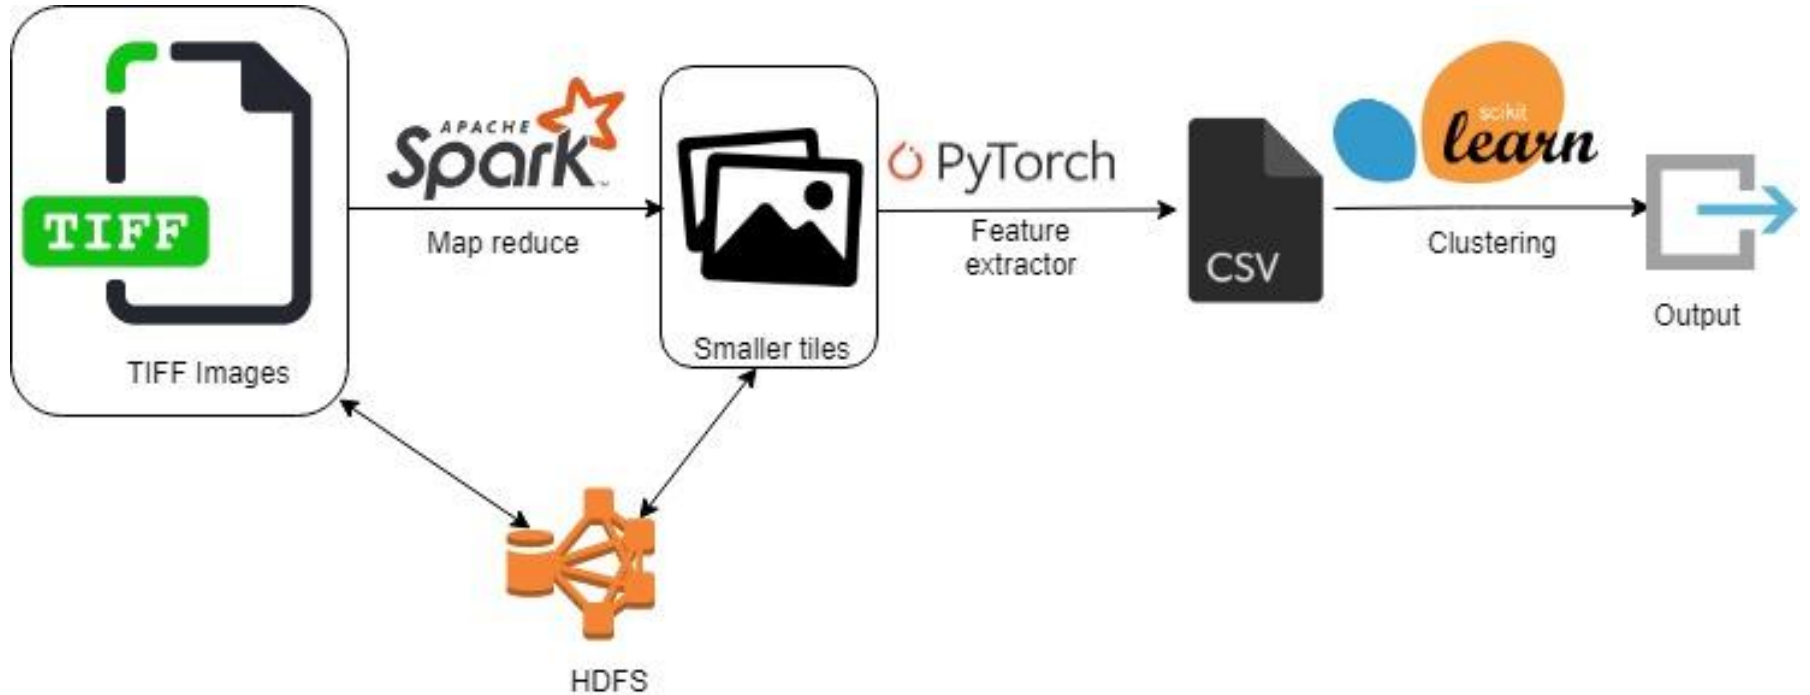 TIFF
TIFF Images
APACHE
Spark
Map reduce
Smaller tiles
PyTorch
Feature
extractor
CSV
scikit
learn
Clustering
Output
HDFS